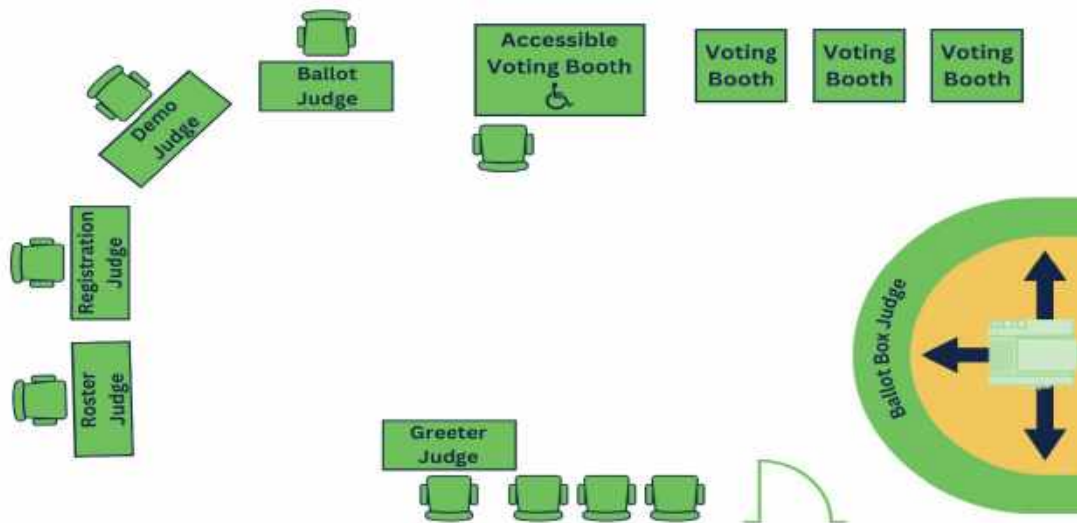 Ballot
Judge
Accessible
Voting Booth
Voting
Booth
Voting
Booth
Voting
Booth
Demo
Judge
Registration
Judge
Roster
Judge
Ballot Box Judge
Greeter
Judge